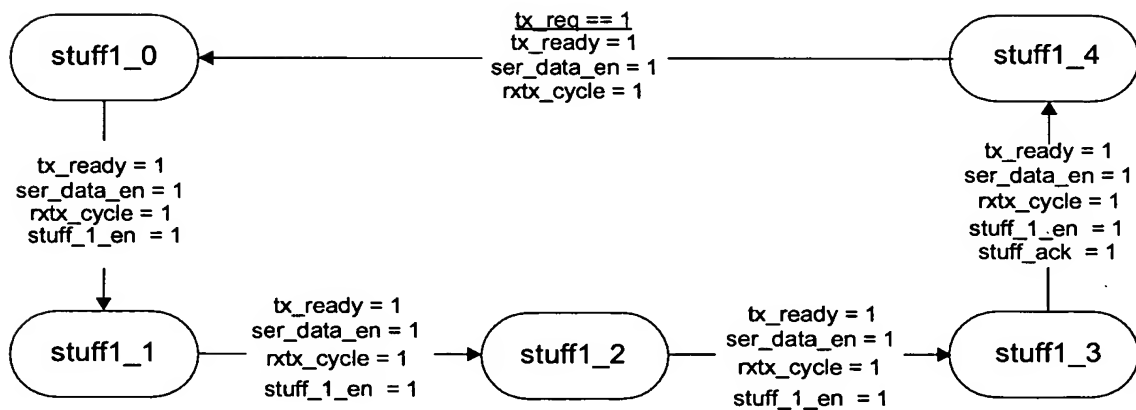 tx_req == 1
tx_ready = 1
ser_data_en = 1
rxtx_cycle = 1
stuff1_0
stuff1_4
tx_ready = 1
ser_data_en = 1
rxtx_cycle = 1
stuff_1_en = 1
tx_ready = 1
ser_data_en = 1
rxtx_cycle = 1
stuff_1_en = 1
stuff_ack = 1
stuff1_1
tx_ready = 1
ser_data_en = 1
rxtx_cycle = 1
stuff_1_en = 1
stuff1_2
tx_ready = 1
ser_data_en = 1
rxtx_cycle = 1
stuff_1_en = 1
stuff1_3